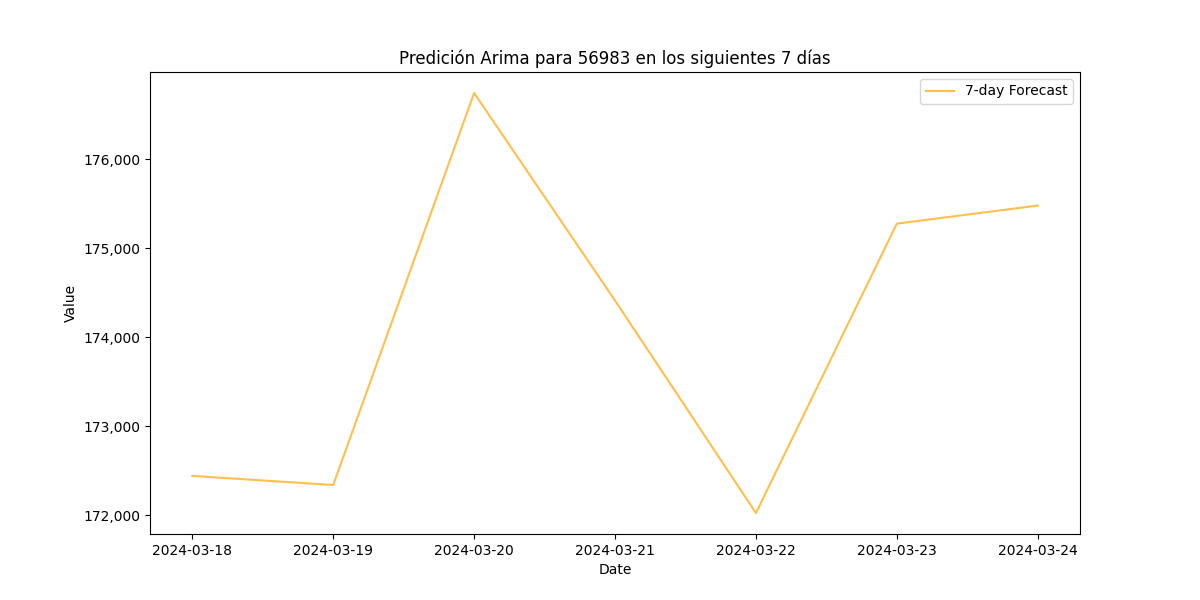 Predición Arima para 56983 en los siguientes 7 días
7-day Forecast
176,000
175,000
174,000
173,000
172,000
Value
2024-03-18 2024-03-19 2024-03-20 2024-03-21 2024-03-22 2024-03-23 2024-03-24
Date